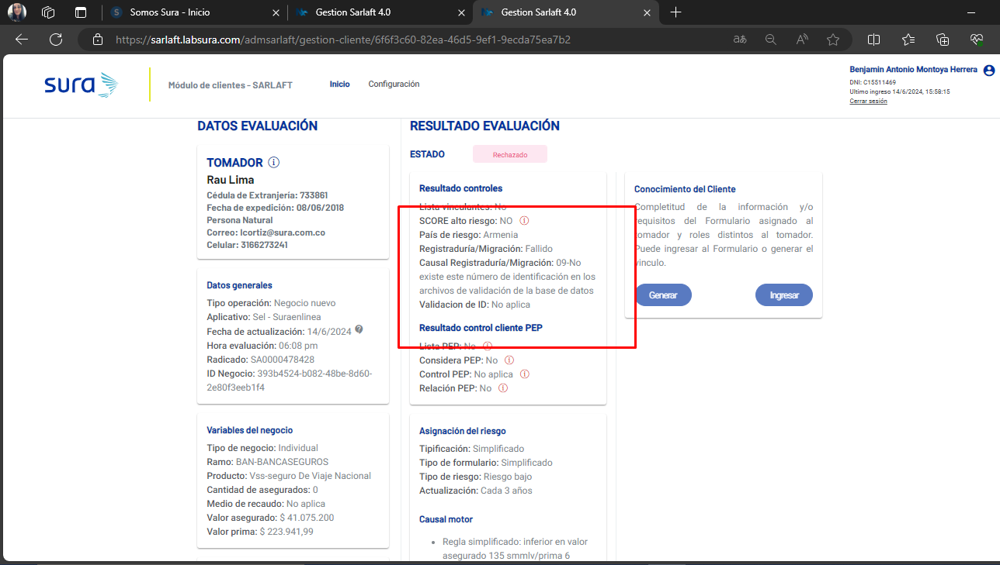 Somos Sura - Inicio
Gestion Sarlaft 4.0
Gestion Sarlaft 4.0
https://sarlaft.labsura.com/admsarlaft/gestion-cliente/6f6f3c60-82ea-46d5-9ef1-9ecda75ea7b2
sura
Módulo de clientes - SARLAFT
Inicio
Configuración
Benjamin Antonio Montoya Herrera
DNI: C15511469
Ultimo ingreso 14/6/2024, 15:58:15
Cerrar sesión
DATOS EVALUACIÓN
TOMADOR
Rau Lima
Cédula de Extranjería: 733861
Fecha de expedición: 08/06/2018
Persona Natural
Correo: lcortiz@sura.com.co
Celular: 3166273241
Datos generales
Tipo operación: Negocio nuevo
Aplicativo: Sel - Suraenlinea
Fecha de actualización: 14/6/2024
Hora evaluación: 06:08 pm
Radicado: SA0000478428
ID Negocio: 393b4524-b082-48be-8d60-
2e80f3eeb1f4
Variables del negocio
Tipo de negocio: Individual
Ramo: BAN-BANCASEGUROS
Producto: Vss-seguro De Viaje Nacional
Cantidad de asegurados: 0
Medio de recaudo: No aplica
Valor asegurado: $ 41.075.200
Valor prima: $ 223.941,99
RESULTADO EVALUACIÓN
ESTADO
Rechazado
Resultado controles
Lista vinculantes: No
SCORE alto riesgo: NO
País de riesgo: Armenia
Registraduría/Migración: Fallido
Causal Registraduría/Migración: 09-No
existe este número de identificación en los
archivos de validación de la base de datos
Validacion de ID: No aplica
Resultado control cliente PEP
Lista PEP: No
Considera PEP: No
Control PEP: No aplica
Relación PEP: No
Asignación del riesgo
Tipificación: Simplificado
Tipo de formulario: Simplificado
Tipo de riesgo: Riesgo bajo
Actualización: Cada 3 años
Causal motor
Regla simplificado: inferior en valor
asegurado 135 smmlv/prima 6
Conocimiento del Cliente
Completitud de la información y/o
requisitos del Formulario asignado al
tomador y roles distintos al tomador.
Puede ingresar al Formulario o generar el
vinculo.
Generar
Ingresar